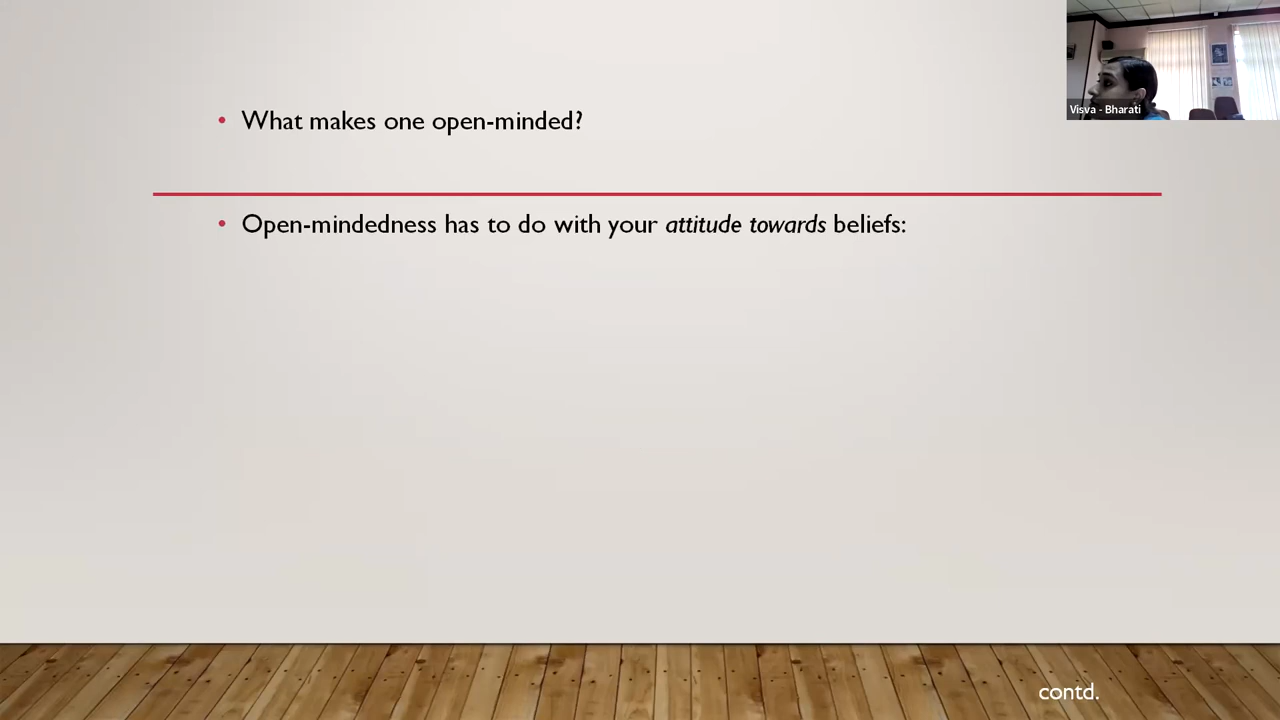 What makes one open-minded?
Visva - Bharati
Open-mindedness has to do with your attitude towards beliefs:
contd.